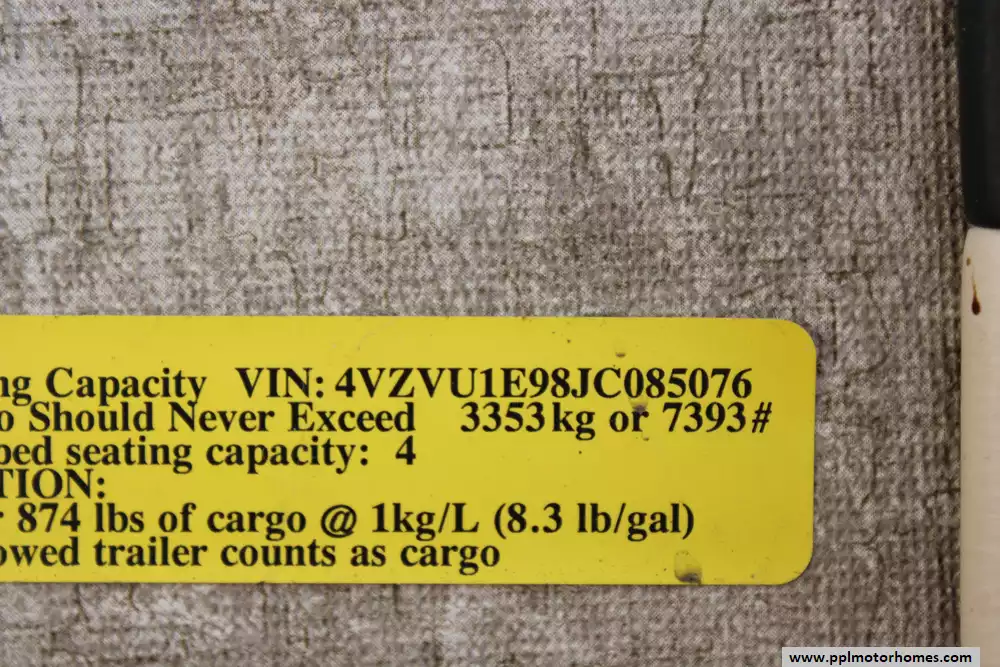 ng Capacity VIN: 4VZVU1E98JC085076
o Should Never Exceed 3353kg or 7393#
ped seating capacity: 4
TION:
874 lbs of cargo @ 1kg/L (8.3 lb/gal)
owed trailer counts as cargo
www.pplmotorhomes.com